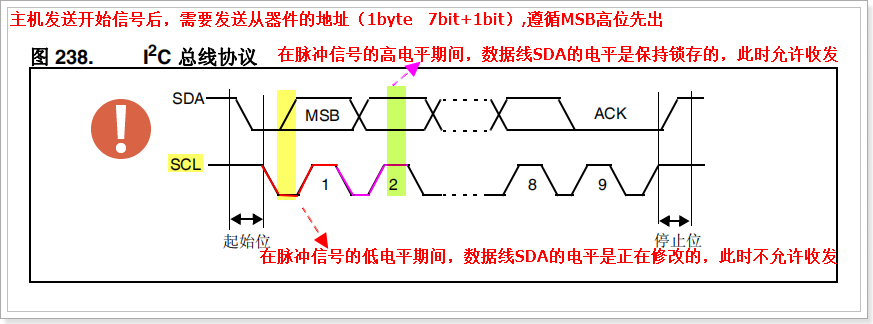 主机发送开始信号后，需要发送从器件的地址（1byte 7bit+1bit）,遵循MSB高位先出
图 238. I2C 总线协议
在脉冲信号的高电平期间，数据线SDA的电平是保持锁存的，此时允许收发
SDA
MSB
ACK
SCL
1
2
8
9
起始位
停止位
在脉冲信号的低电平期间，数据线SDA的电平是正在修改的，此时不允许收发